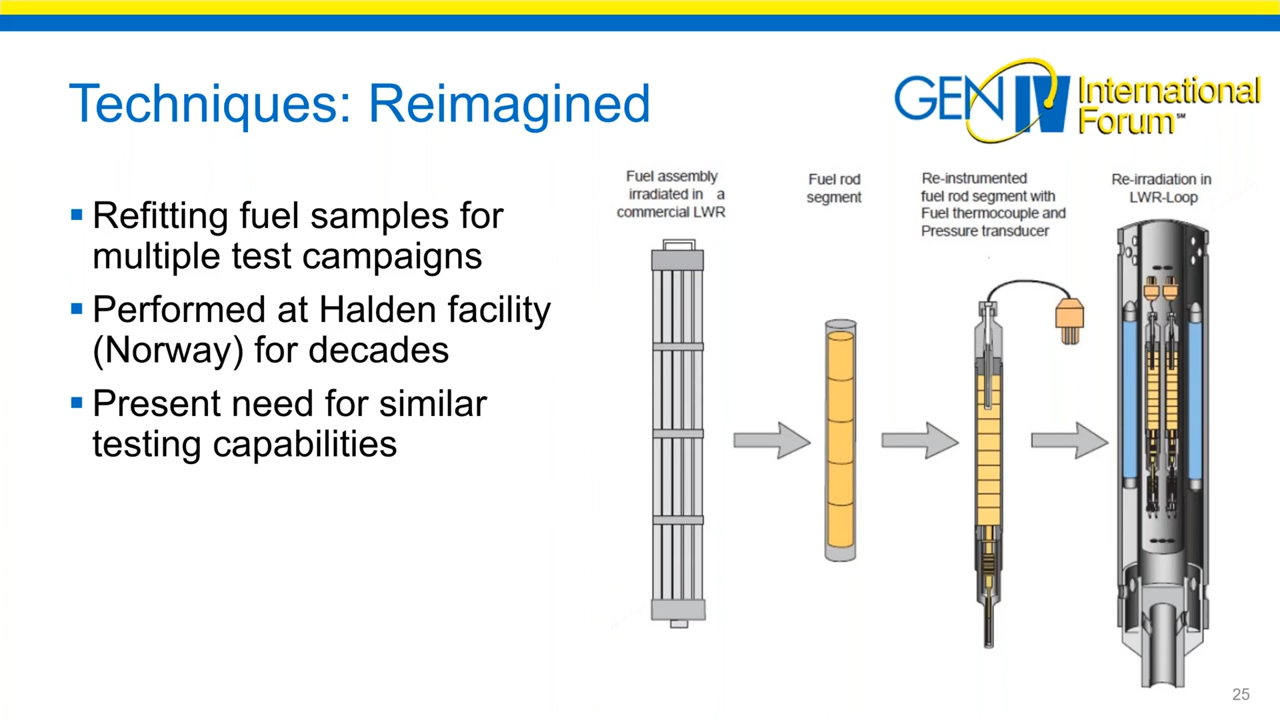 Techniques: Reimagined
GEN IV International
Forum℠
▪ Refitting fuel samples for
multiple test campaigns
▪ Performed at Halden facility
(Norway) for decades
▪ Present need for similar
testing capabilities
Fuel assembly
irradiated in a
commercial LWR
Fuel rod
segment
Re-instrumented
fuel rod segment with
Fuel thermocouple and
Pressure transducer
Re-irradiation in
LWR-Loop
25